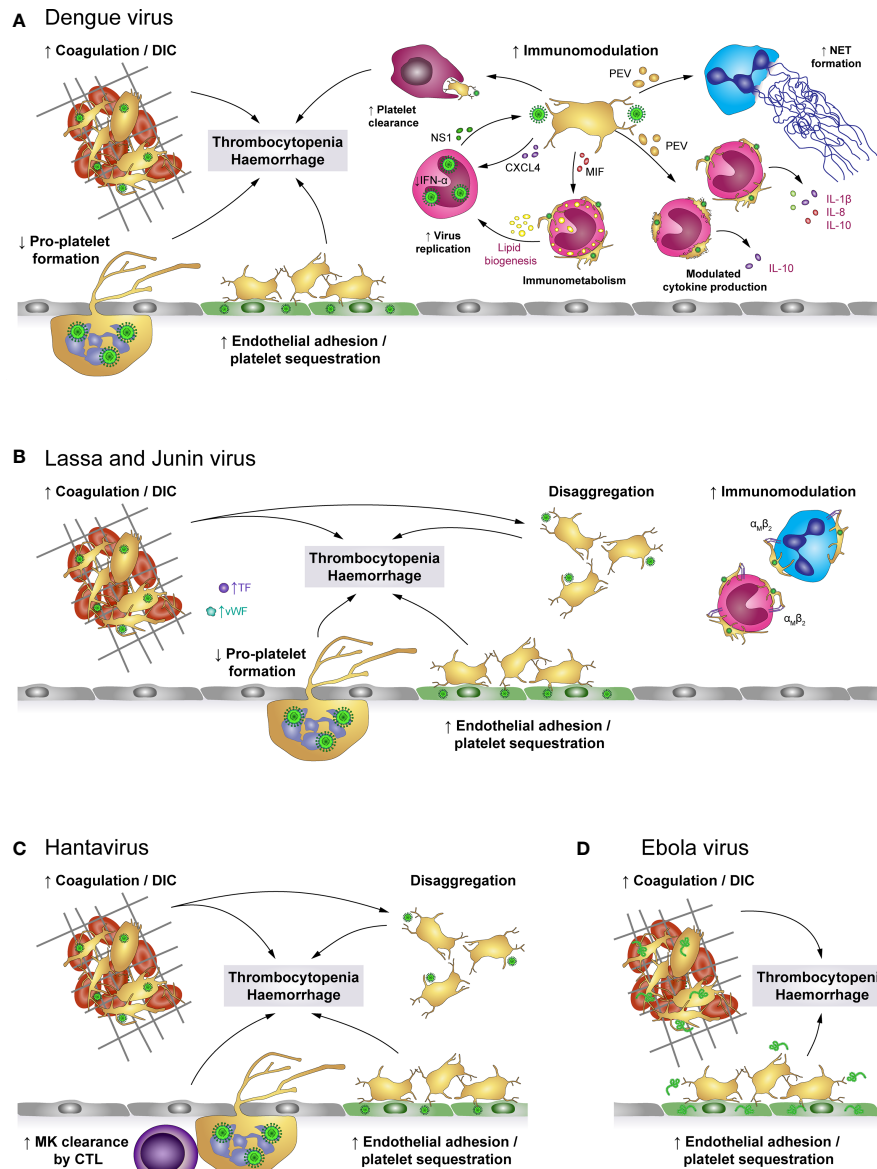 A Dengue virus
↑ Coagulation / DIC
↑ Immunomodulation
PEV
↑ NET
formation
↑ Platelet
clearance
Thrombocytopenia
Haemorrhage
NS1
CXCL4
MIF
PEV
↓IFN-α
IL-1β
IL-8
IL-10
↓ Pro-platelet
formation
↑ Virus
replication
Lipid
biogenesis
Immunometabolism
Modulated
cytokine production
IL-10
↑ Endothelial adhesion /
platelet sequestration
B Lassa and Junin virus
↑ Coagulation / DIC
Disaggregation
↑ Immunomodulation
αMβ2
Thrombocytopenia
Haemorrhage
↑TF
↑vWF
αMβ2
↓ Pro-platelet
formation
↑ Endothelial adhesion /
platelet sequestration
C Hantavirus
↑ Coagulation / DIC
Disaggregation
Thrombocytopenia
Haemorrhage
↑ MK clearance
by CTL
↑ Endothelial adhesion /
platelet sequestration
D Ebola virus
↑ Coagulation / DIC
Thrombocytopenia
Haemorrhage
↑ Endothelial adhesion /
platelet sequestration